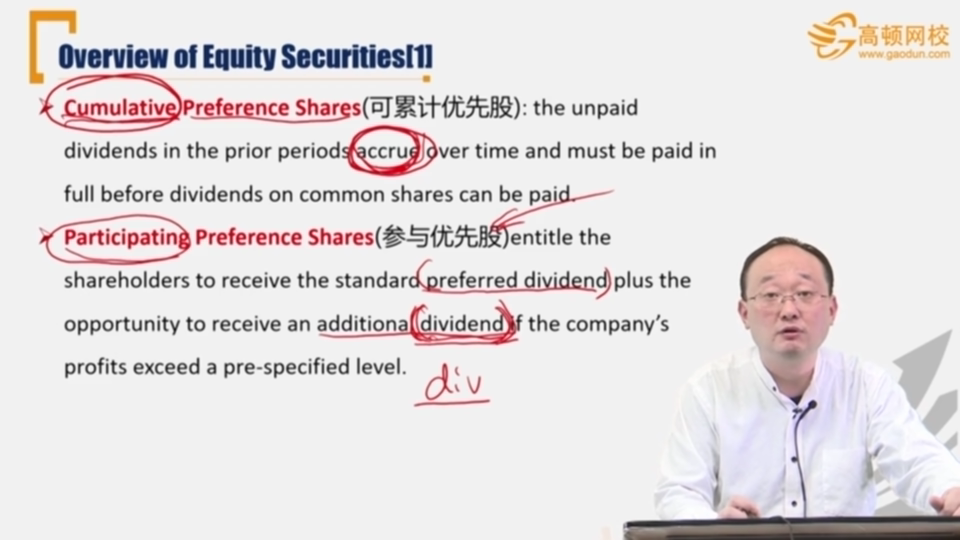 Overview of Equity Securities[1]
高顿网校
www.gaodun.com
Cumulative Preference Shares(可累计优先股): the unpaid
dividends in the prior periods accrue over time and must be paid in
full before dividends on common shares can be paid.
Participating Preference Shares(参与优先股)entitle the
shareholders to receive the standard preferred dividend plus the
opportunity to receive an additional dividend if the company's
profits exceed a pre-specified level.
div